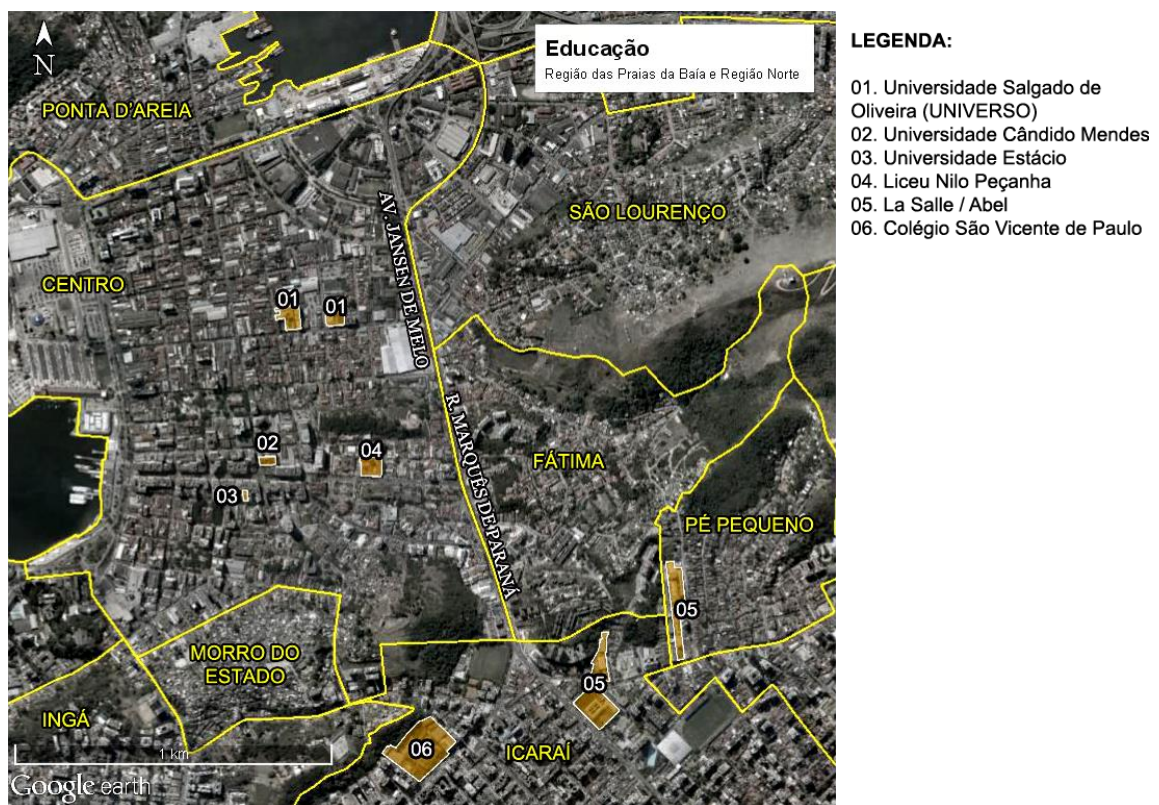 Educação
Região das Praias da Baía e Região Norte
N
PONTA D'AREIA
SÃO LOURENÇO
AV. JANSEN DE MELO
CENTRO
01
01
R. MARQUÊS DE PARANÁ
02
04
FÁTIMA
03
PÉ PEQUENO
05
MORRO DO
ESTADO
05
INGÁ
06
ICARAÍ
1 km
Google earth
LEGENDA:
01. Universidade Salgado de
Oliveira (UNIVERSO)
02. Universidade Cândido Mendes
03. Universidade Estácio
04. Liceu Nilo Peçanha
05. La Salle / Abel
06. Colégio São Vicente de Paulo